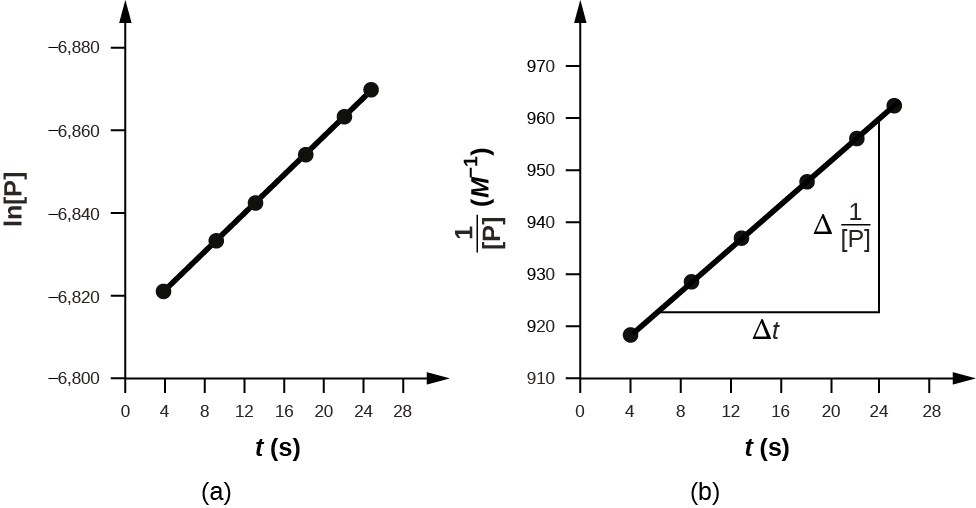 −6,880
−6,860
−6,840
−6,820
−6,800
ln[P]
0 4 8 12 16 20 24 28
t (s)
(a)
970
960
950
940
930
920
910
1/[P] (M⁻¹)
Δ 1/[P]
Δt
0 4 8 12 16 20 24 28
t (s)
(b)